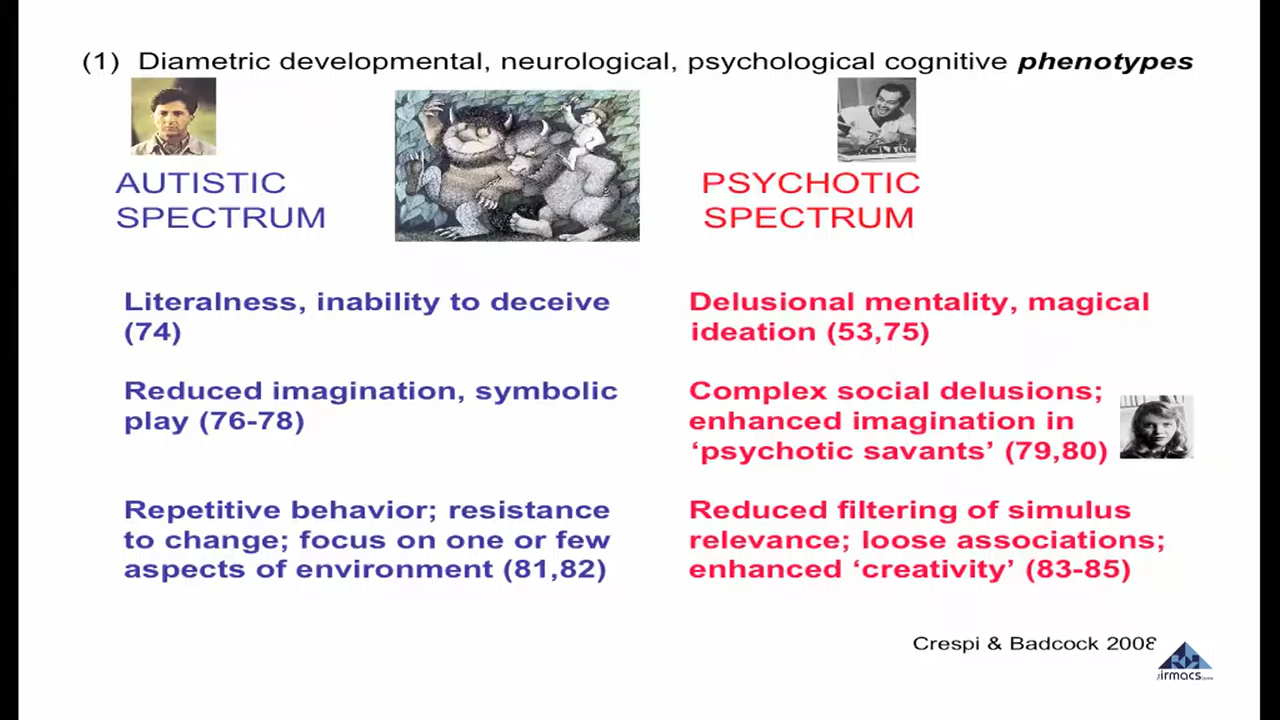 (1) Diametric developmental, neurological, psychological cognitive phenotypes
AUTISTIC
SPECTRUM
PSYCHOTIC
SPECTRUM
Literalness, inability to deceive
(74)
Delusional mentality, magical
ideation (53,75)
Reduced imagination, symbolic
play (76-78)
Complex social delusions;
enhanced imagination in
‘psychotic savants’ (79,80)
Repetitive behavior; resistance
to change; focus on one or few
aspects of environment (81,82)
Reduced filtering of simulus
relevance; loose associations;
enhanced ‘creativity’ (83-85)
Crespi & Badcock 2008
irmacs